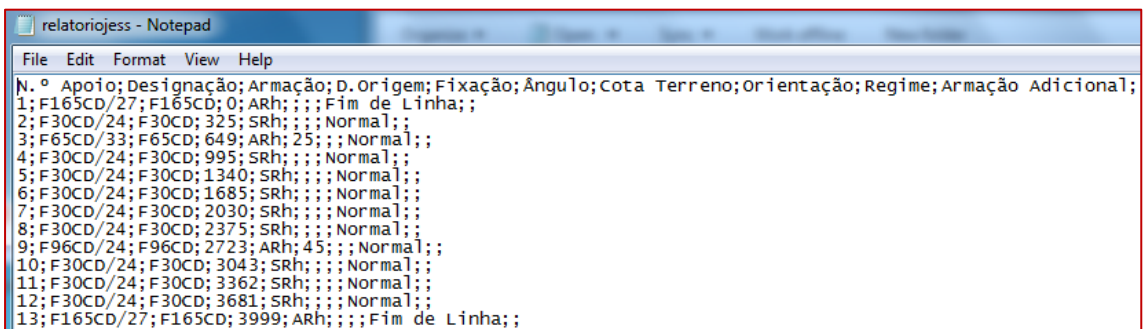 relatoriojess - Notepad
File Edit Format View Help
N.º Apoio;Designação;Armação;D.Origem;Fixação;Ângulo;Cota Terreno;Orientação;Regime;Armação Adicional;
1;F165CD/27;F165CD;0;ARh;;;;Fim de Linha;;
2;F30CD/24;F30CD;325;SRh;;;;Normal;;
3;F65CD/33;F65CD;649;ARh;25;;;Normal;;
4;F30CD/24;F30CD;995;SRh;;;;Normal;;
5;F30CD/24;F30CD;1340;SRh;;;;Normal;;
6;F30CD/24;F30CD;1685;SRh;;;;Normal;;
7;F30CD/24;F30CD;2030;SRh;;;;Normal;;
8;F30CD/24;F30CD;2375;SRh;;;;Normal;;
9;F96CD/24;F96CD;2723;ARh;45;;;Normal;;
10;F30CD/24;F30CD;3043;SRh;;;;Normal;;
11;F30CD/24;F30CD;3362;SRh;;;;Normal;;
12;F30CD/24;F30CD;3681;SRh;;;;Normal;;
13;F165CD/27;F165CD;3999;ARh;;;;Fim de Linha;;